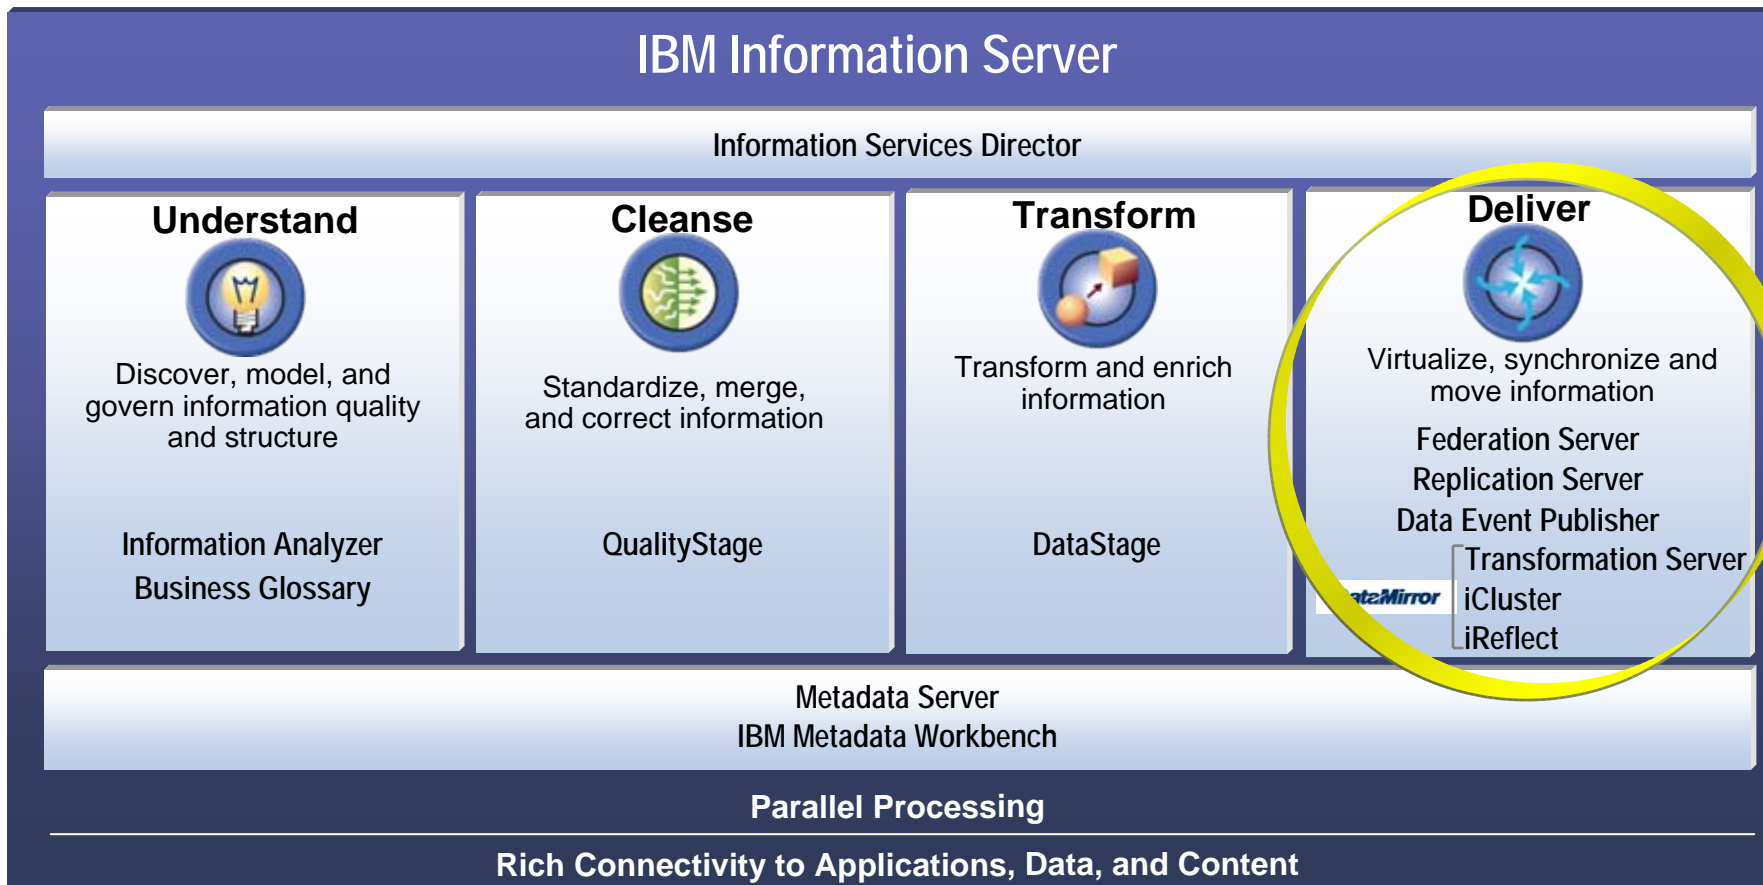 IBM Information Server
Information Services Director
Understand
Discover, model, and
govern information quality
and structure
Information Analyzer
Business Glossary
Cleanse
Standardize, merge,
and correct information
QualityStage
Transform
Transform and enrich
information
DataStage
Deliver
Virtualize, synchronize and
move information
Federation Server
Replication Server
Data Event Publisher
Transformation Server
iCluster
iReflect
Metadata Server
IBM Metadata Workbench
Parallel Processing
Rich Connectivity to Applications, Data, and Content